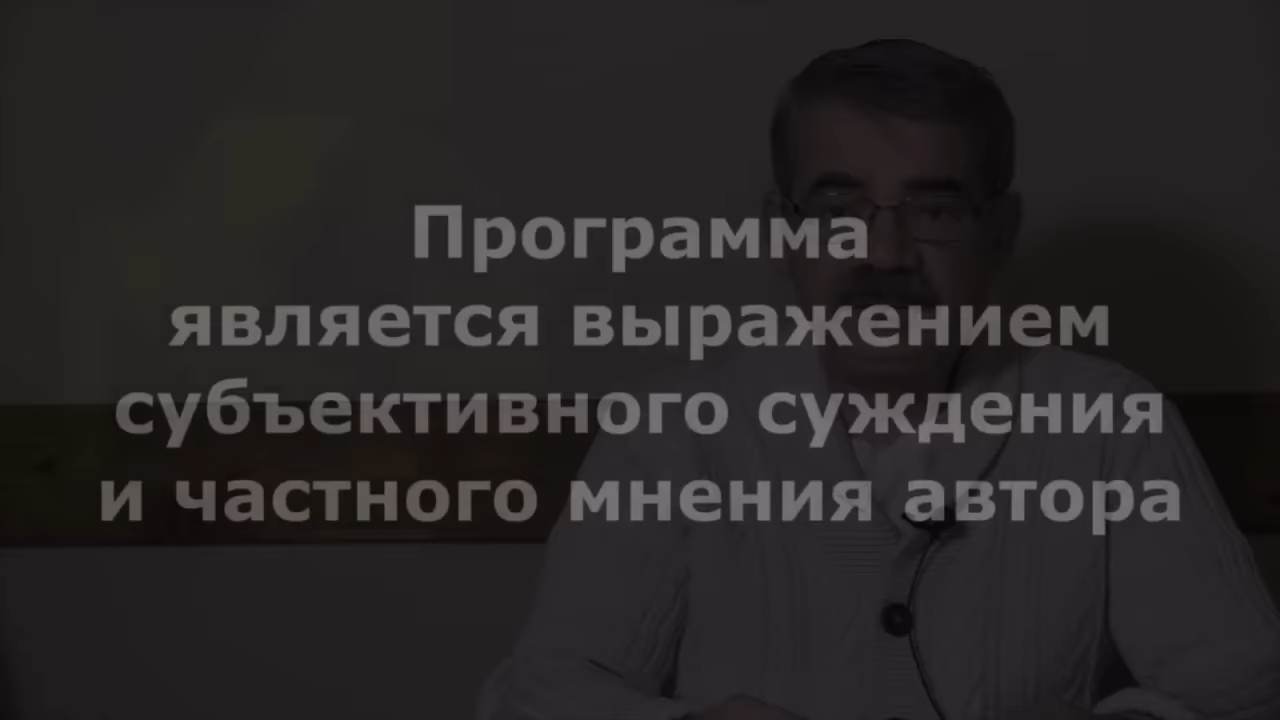 Программа
является выражением
субъективного суждения
и частного мнения автора